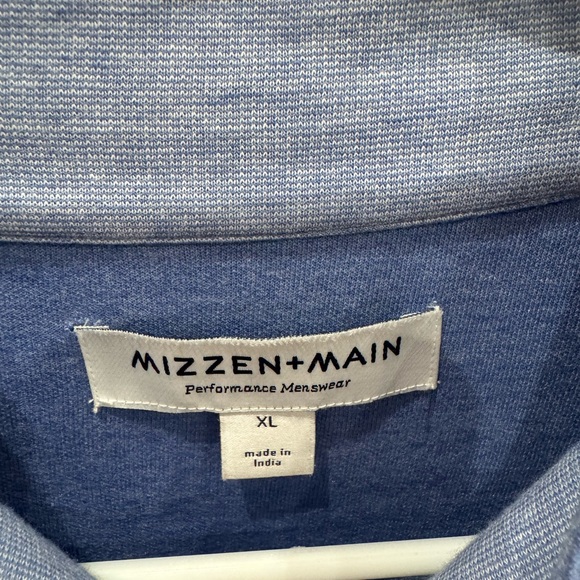 MIZZEN+MAIN
Performance Menswear
XL
made in
India